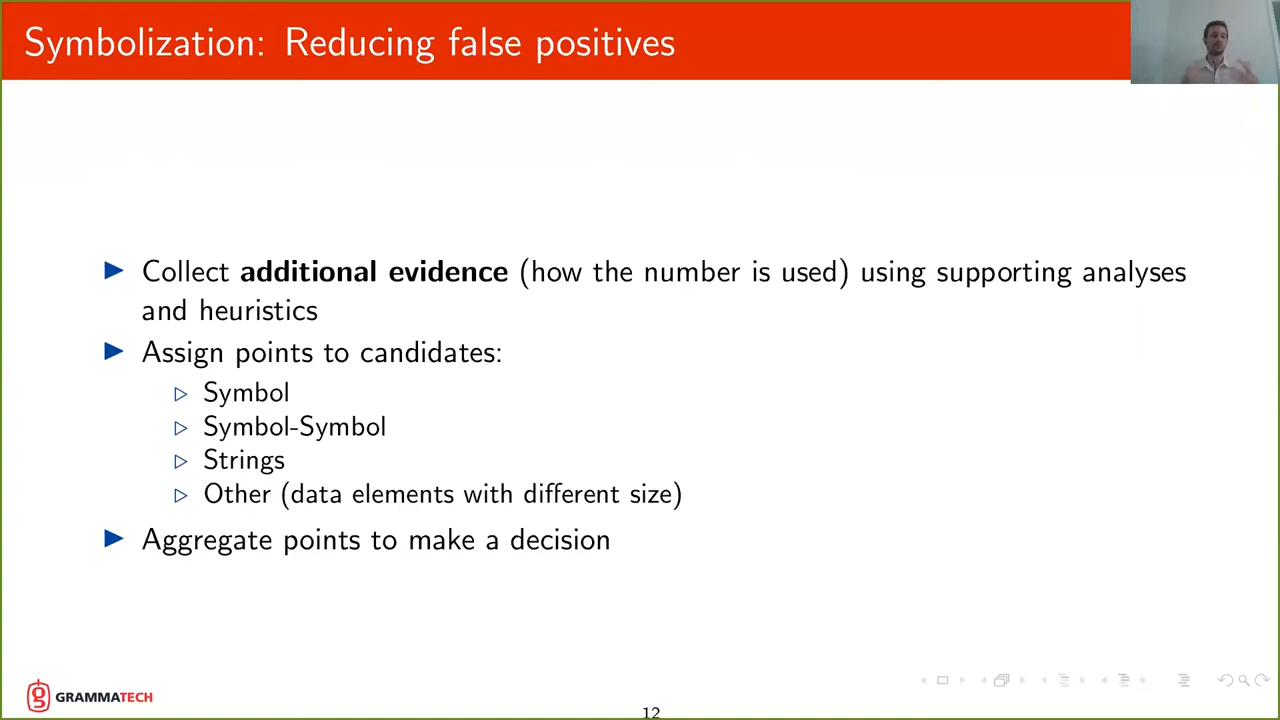 Symbolization: Reducing false positives
▶ Collect additional evidence (how the number is used) using supporting analyses
and heuristics
▶ Assign points to candidates:
▷ Symbol
▷ Symbol-Symbol
▷ Strings
▷ Other (data elements with different size)
▶ Aggregate points to make a decision
GRAMMATECH
12